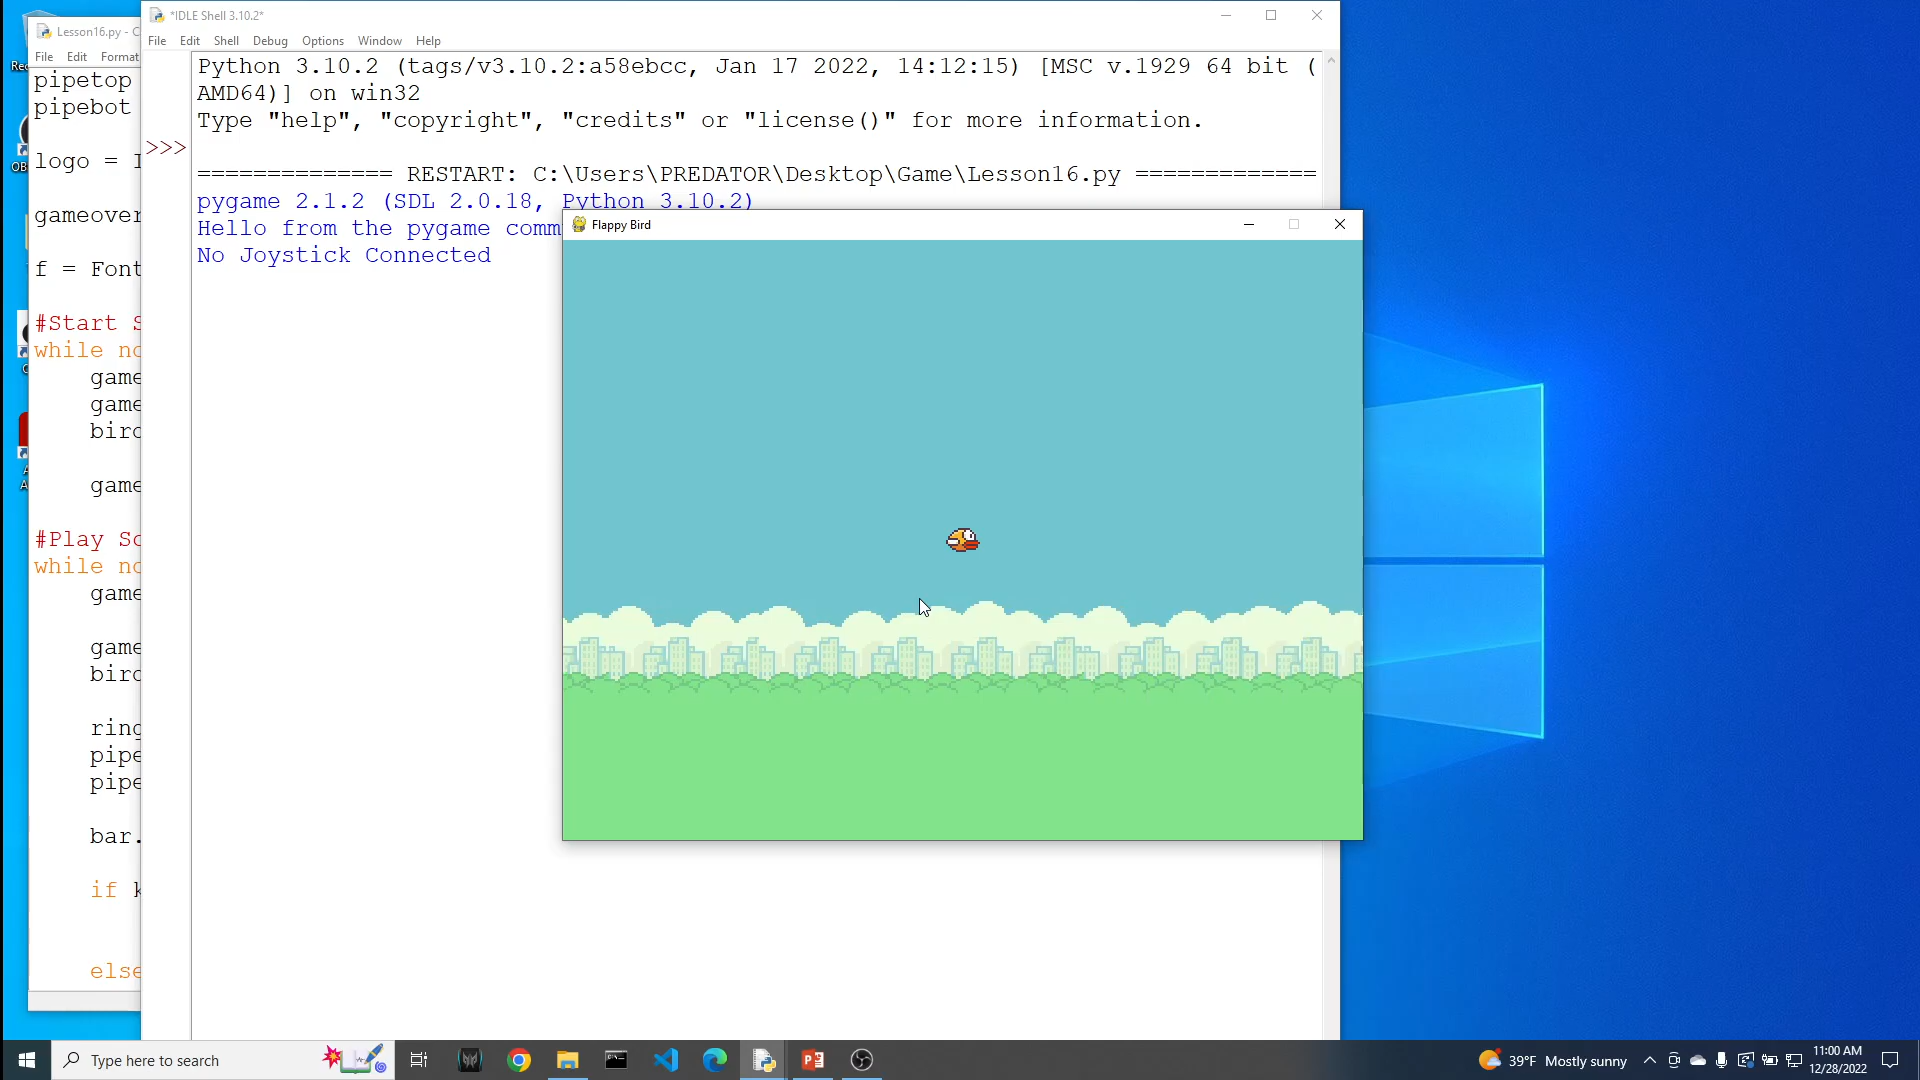 *IDLE Shell 3.10.2*
File Edit Shell Debug Options Window Help
Python 3.10.2 (tags/v3.10.2:a58ebcc, Jan 17 2022, 14:12:15) [MSC v.1929 64 bit (
AMD64)] on win32
Type "help", "copyright", "credits" or "license()" for more information.
>>>
============== RESTART: C:\Users\PREDATOR\Desktop\Game\Lesson16.py =============
pygame 2.1.2 (SDL 2.0.18, Python 3.10.2)
Hello from the pygame comm
No Joystick Connected
Flappy Bird
Lesson16.py - C
File Edit Format
pipetop
pipebot
logo =
gameover
f = Font
#Start S
while no
game
game
bird
game
#Play Sc
while no
game
game
bird
ring
pipe
pipe
bar.
if k
else
Type here to search
39°F Mostly sunny
11:00 AM
12/28/2022